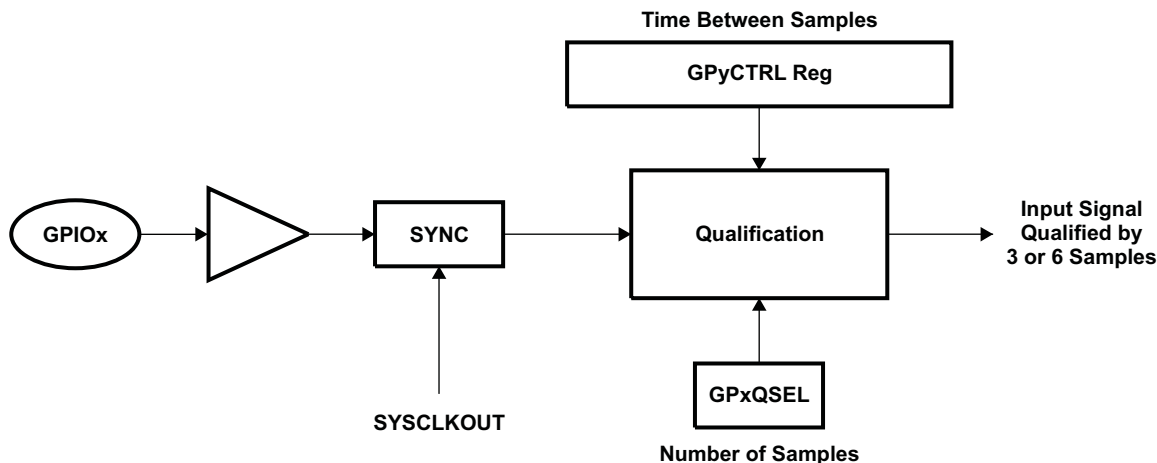 Time Between Samples
GPyCTRL Reg
GPIOx
SYNC
Qualification
Input Signal
Qualified by
3 or 6 Samples
GPxQSEL
SYSCLKOUT
Number of Samples